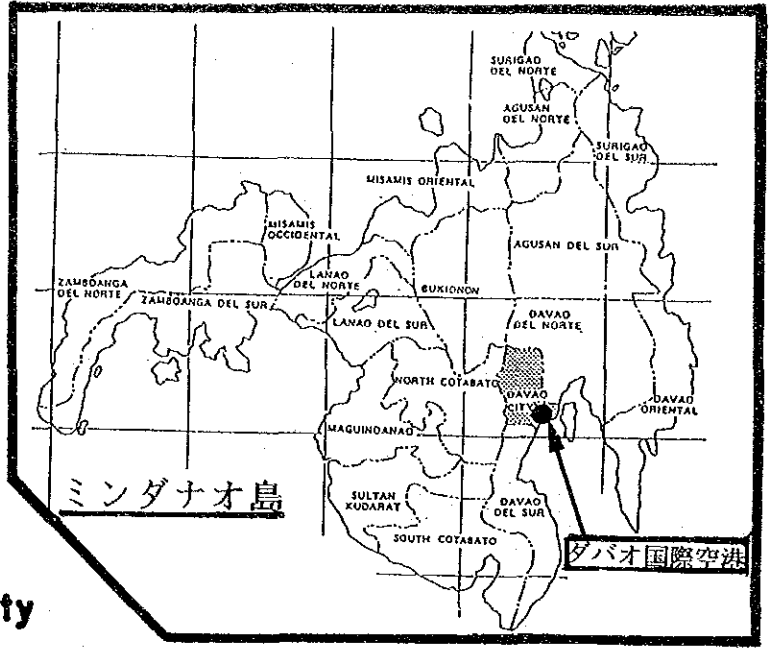 SURIGAO
DEL NORTE
AGUSAN
DEL NORTE
SURIGAO
DEL SUR
MISAMIS ORIENTAL
MISAMIS
OCCIDENTAL
AGUSAN DEL SUR
LANAO
DEL NORTE
ZAMBOANGA
DEL NORTE
BUKIDNON
ZAMBOANGA DEL SUR
DAVAO
DEL NORTE
LANAO DEL SUR
NORTH COTABATO
DAVAO
CITY
DAVAO
ORIENTAL
MAGUINDANAO
ミンダナオ島
SULTAN
KUDARAT
DAVAO
DEL SUR
SOUTH COTABATO
ダバオ国際空港
ty